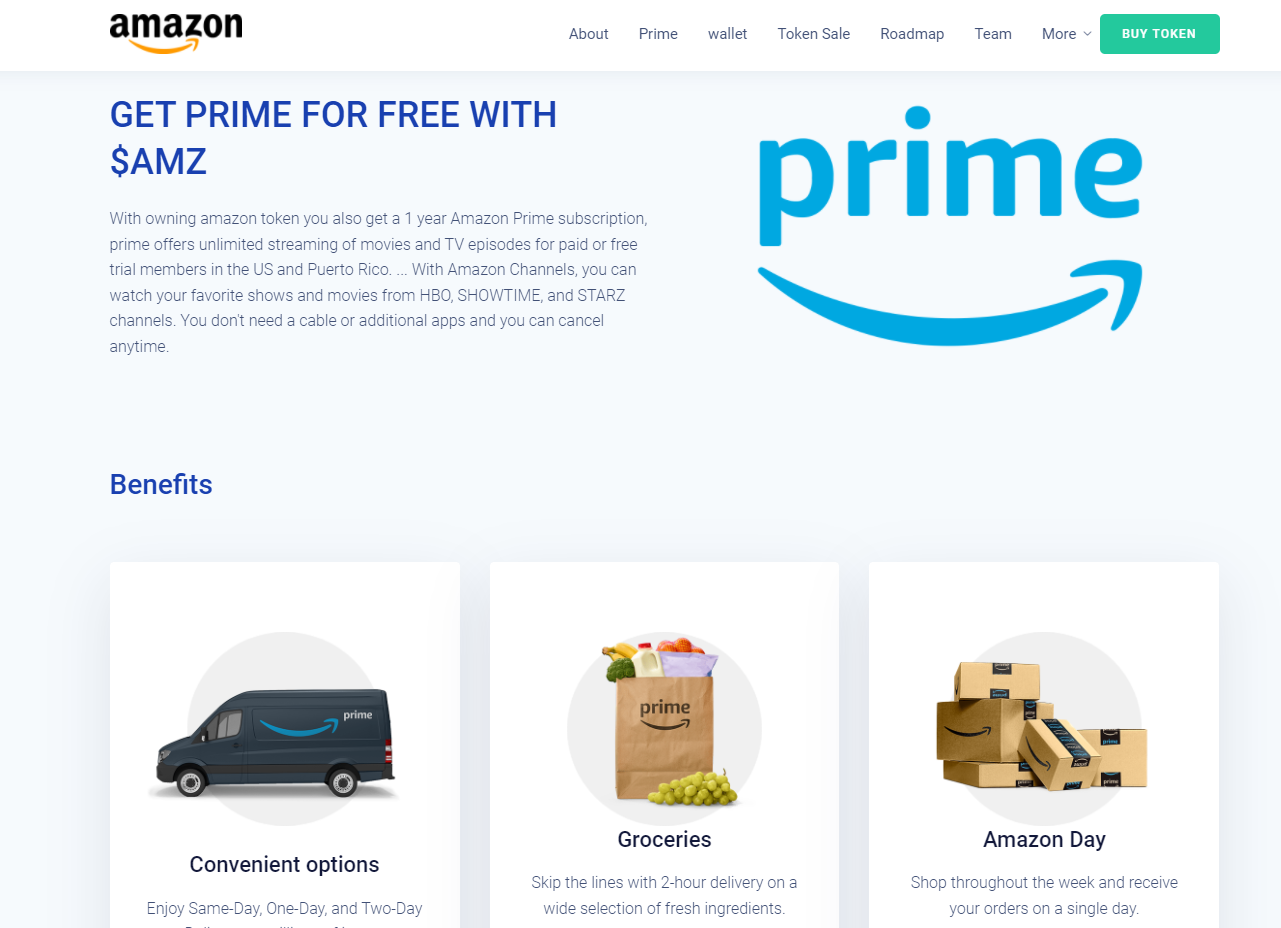 amazon
About Prime wallet Token Sale Roadmap Team More BUY TOKEN
GET PRIME FOR FREE WITH
$AMZ
With owning amazon token you also get a 1 year Amazon Prime subscription,
prime offers unlimited streaming of movies and TV episodes for paid or free
trial members in the US and Puerto Rico. ... With Amazon Channels, you can
watch your favorite shows and movies from HBO, SHOWTIME, and STARZ
channels. You don't need a cable or additional apps and you can cancel
anytime.
prime
Benefits
prime
prime
prime
prime
Convenient options
Groceries
Amazon Day
Enjoy Same-Day, One-Day, and Two-Day
Skip the lines with 2-hour delivery on a
wide selection of fresh ingredients.
Shop throughout the week and receive
your orders on a single day.